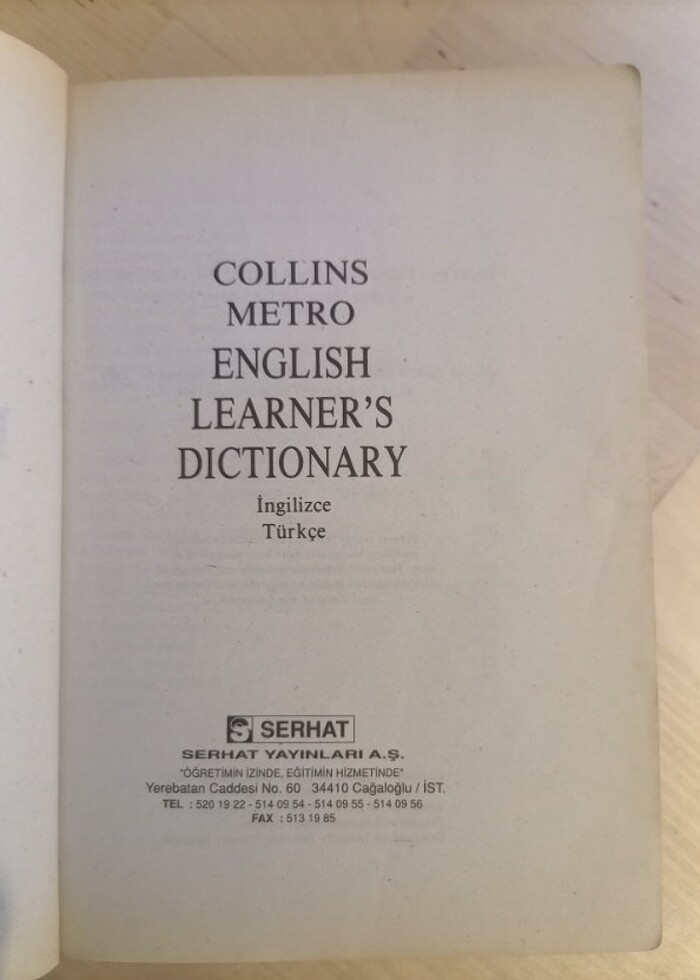 COLLINS
METRO
ENGLISH
LEARNER'S
DICTIONARY
İngilizce
Türkçe
S SERHAT
SERHAT YAYINLARI A.Ş.
"ÖĞRETİMİN İZİNDE, EĞİTİMİN HİZMETİNDE"
Yerebatan Caddesi No. 60 34410 Cağaloğlu / İST.
TEL : 520 19 22 - 514 09 54 - 514 09 55 - 514 09 56
FAX : 513 19 85